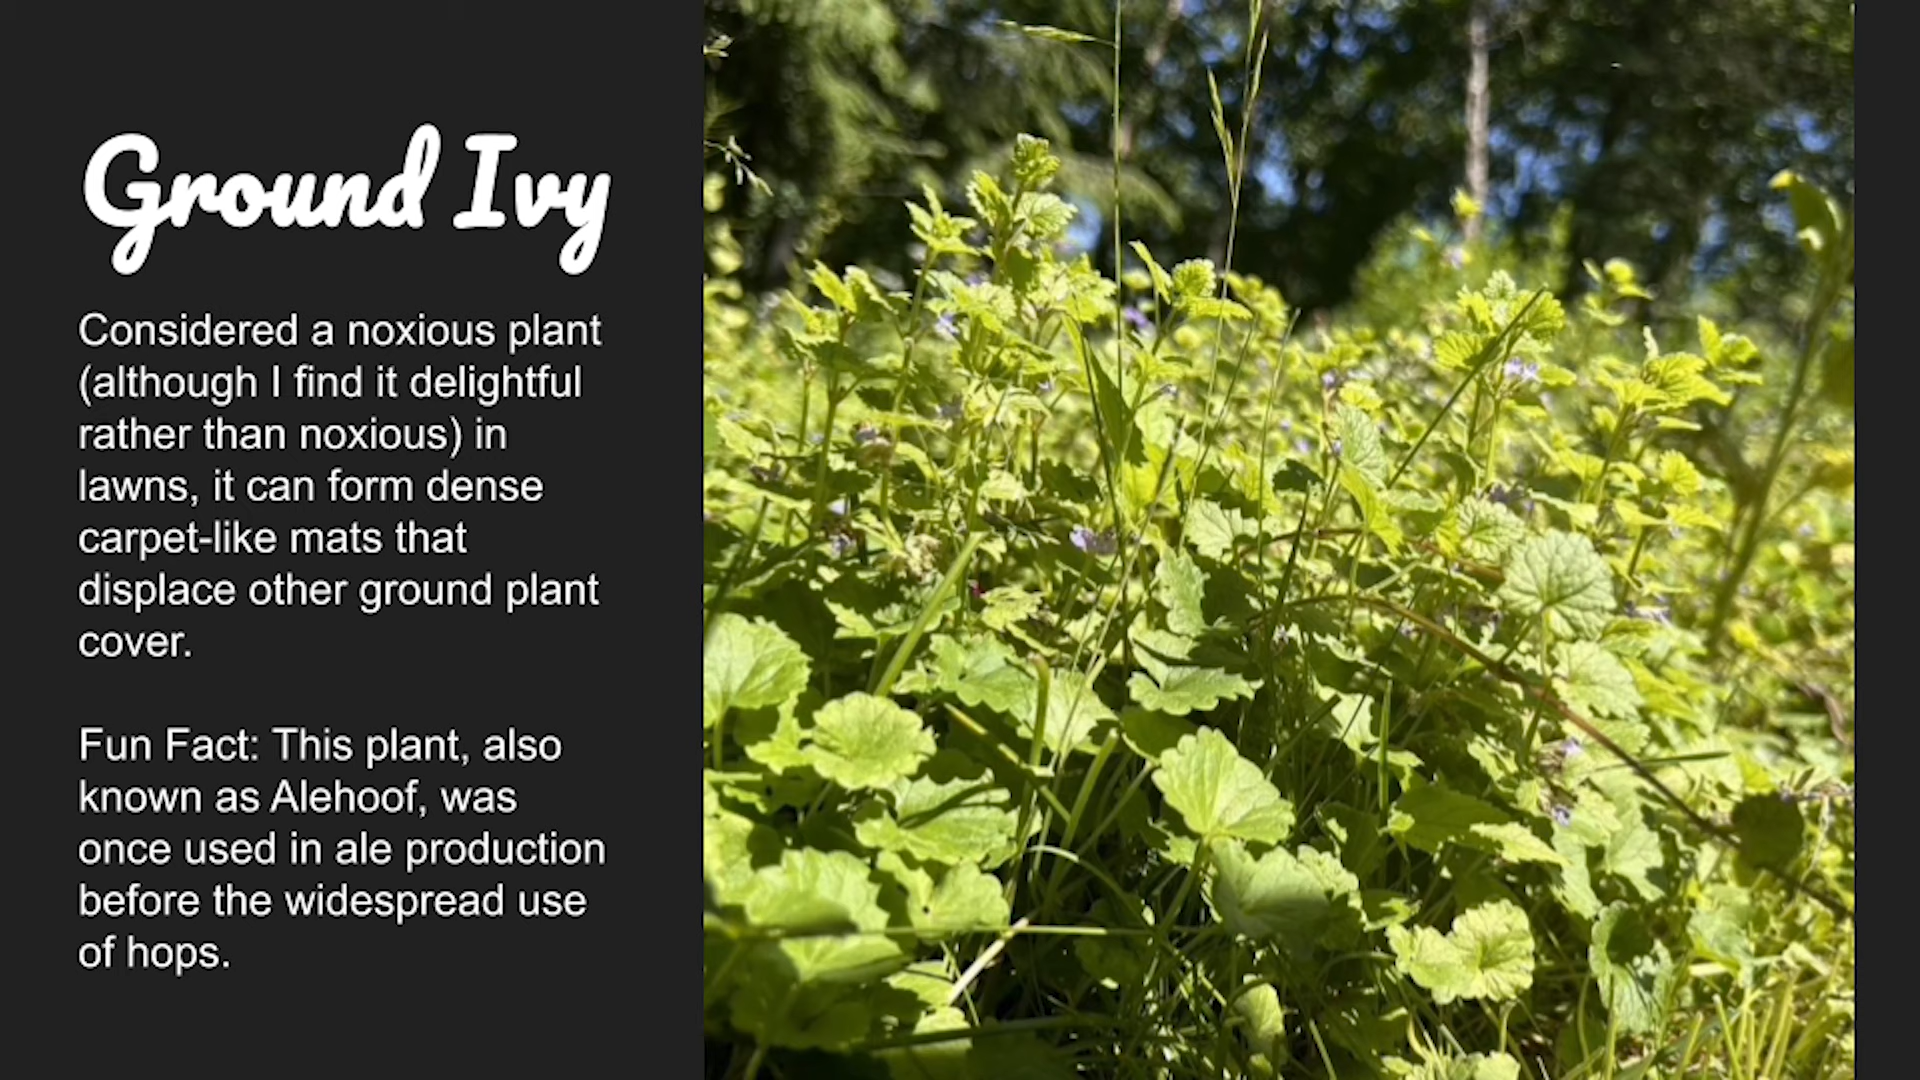 Ground Ivy
Considered a noxious plant
(although I find it delightful
rather than noxious) in
lawns, it can form dense
carpet-like mats that
displace other ground plant
cover.
Fun Fact: This plant, also
known as Alehoof, was
once used in ale production
before the widespread use
of hops.